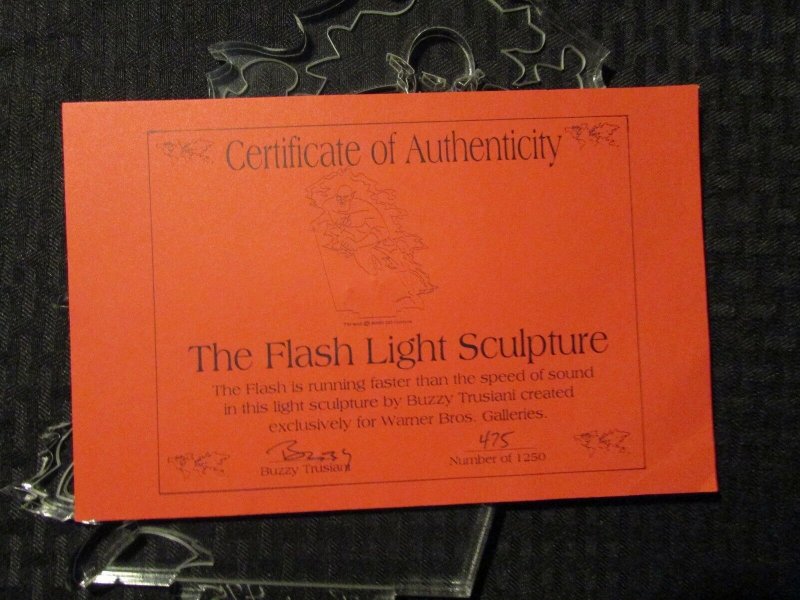 Certificate of Authenticity
The Flash Light Sculpture
The Flash is running faster than the speed of sound
in this light sculpture by Buzzy Trusiani created
exclusively for Warner Bros. Galleries.
Buzzy 475
Buzzy Trusiani Number of 1250